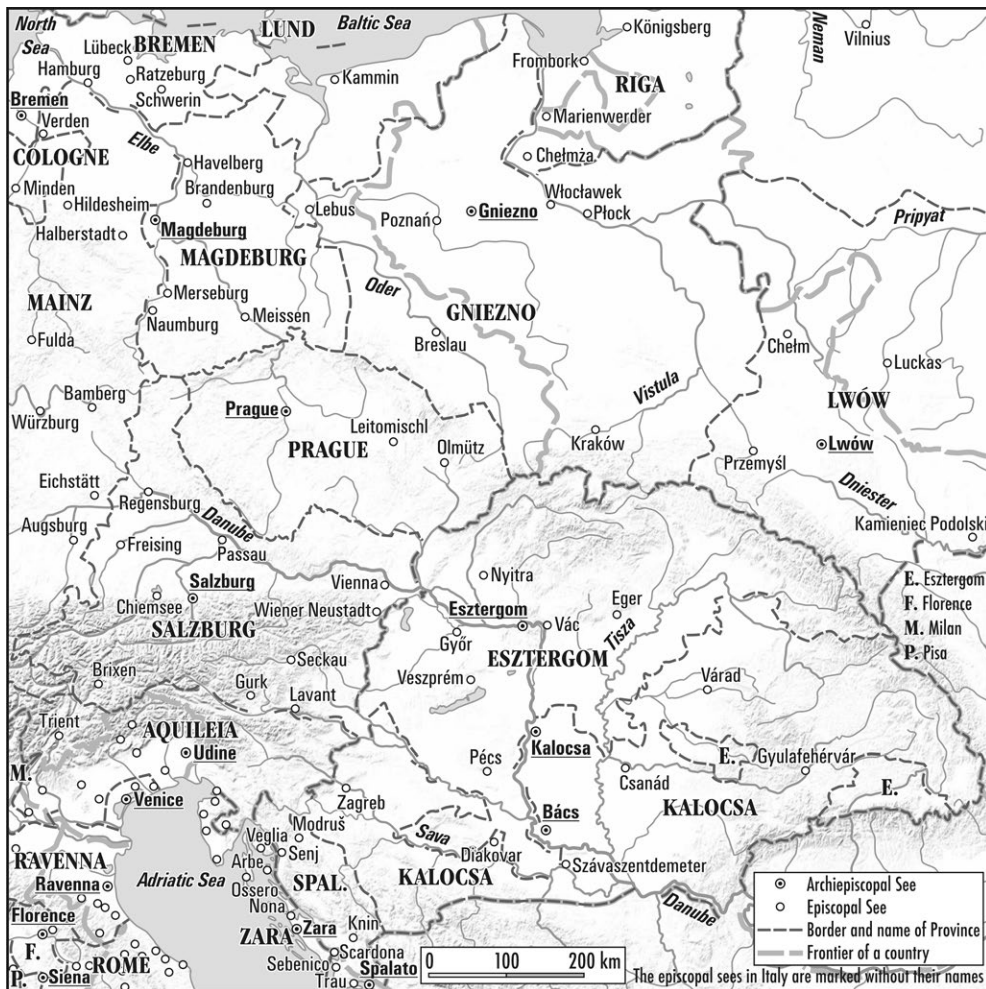 North Sea
BREMEN
LUND
Baltic Sea
Königsberg
Neman
Vilnius
Lübeck
Hamburg
Ratzeburg
Schwerin
Kammin
Frombork
RIGA
Bremen
Verden
Marienwerder
Elbe
COLOGNE
Havelberg
Chełmża
Minden
Brandenburg
Włocławek
Hildesheim
Lebus
Poznań
Gniezno
Płock
Pripyat
Magdeburg
Halberstadt
MAGDEBURG
Oder
MAINZ
Merseburg
GNIEZNO
Naumburg
Meissen
Fulda
Breslau
Chełm
Luckas
Bamberg
Vistula
LWÓW
Würzburg
Prague
Leitomischl
Kraków
Lwów
PRAGUE
Olmütz
Przemyśl
Eichstätt
Dniester
Regensburg
Augsburg
Danube
Kamieniec Podolski
Freising
Passau
Vienna
Nyitra
E. Esztergom
F. Florence
M. Milan
P. Pisa
Salzburg
Chiemsee
Wiener Neustadt
Esztergom
Eger
SALZBURG
Győr
Vác
Tisza
ESZTERGOM
Brixen
Seckau
Gurk
Veszprém
Várad
Lavant
Trient
AQUILEIA
Udine
Kalocsa
M.
Pécs
E.
Gyulafehérvár
Csanád
E.
Venice
Zagreb
KALOCSA
Bács
Modruš
Sava
Veglia
Senj
Diakovar
Szávaszentdemeter
RAVENNA
Arbe
Adriatic Sea
SPAL.
KALOCSA
Ravenna
Ossero
Nona
Danube
Florence
ZARA
Zara
Knin
F.
Scardona
ROME
Sebenico
Spalato
P.
Siena
Trau
0 100 200 km
Archiepiscopal See
Episcopal See
Border and name of Province
Frontier of a country
The episcopal sees in Italy are marked without their names